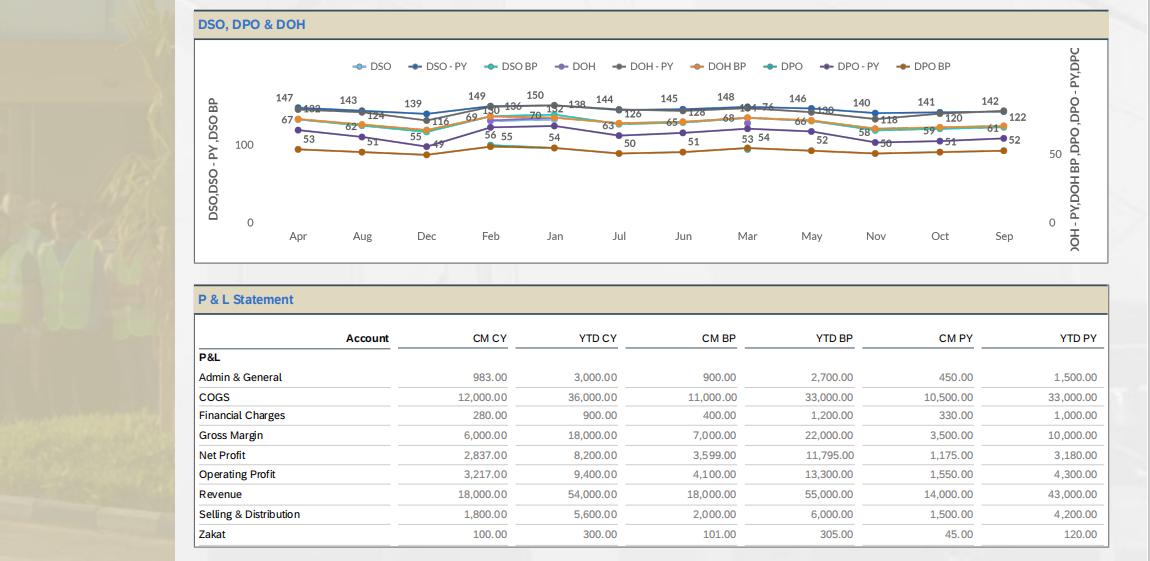 DSO, DPO & DOH
DSO DSO - PY DSO BP DOH DOH - PY DOH BP DPO DPO - PY DPO BP
DSO,DSO - PY ,DSO BP
100
0
50
0
147 143 139 149 150 144 145 148 146 140 141 142
132 124 116 136 138 126 128 130 118 120 122
67 62 55 69 70 63 65 68 76 66 58 59 61
53 51 49 56 55 54 50 51 53 54 52 50 51 52
Apr Aug Dec Feb Jan Jul Jun Mar May Nov Oct Sep
P & L Statement
Account CM CY YTD CY CM BP YTD BP CM PY YTD PY
P&L
Admin & General 983.00 3,000.00 900.00 2,700.00 450.00 1,500.00
COGS 12,000.00 36,000.00 11,000.00 33,000.00 10,500.00 33,000.00
Financial Charges 280.00 900.00 400.00 1,200.00 330.00 1,000.00
Gross Margin 6,000.00 18,000.00 7,000.00 22,000.00 3,500.00 10,000.00
Net Profit 2,837.00 8,200.00 3,599.00 11,795.00 1,175.00 3,180.00
Operating Profit 3,217.00 9,400.00 4,100.00 13,300.00 1,550.00 4,300.00
Revenue 18,000.00 54,000.00 18,000.00 55,000.00 14,000.00 43,000.00
Selling & Distribution 1,800.00 5,600.00 2,000.00 6,000.00 1,500.00 4,200.00
Zakat 100.00 300.00 101.00 305.00 45.00 120.00